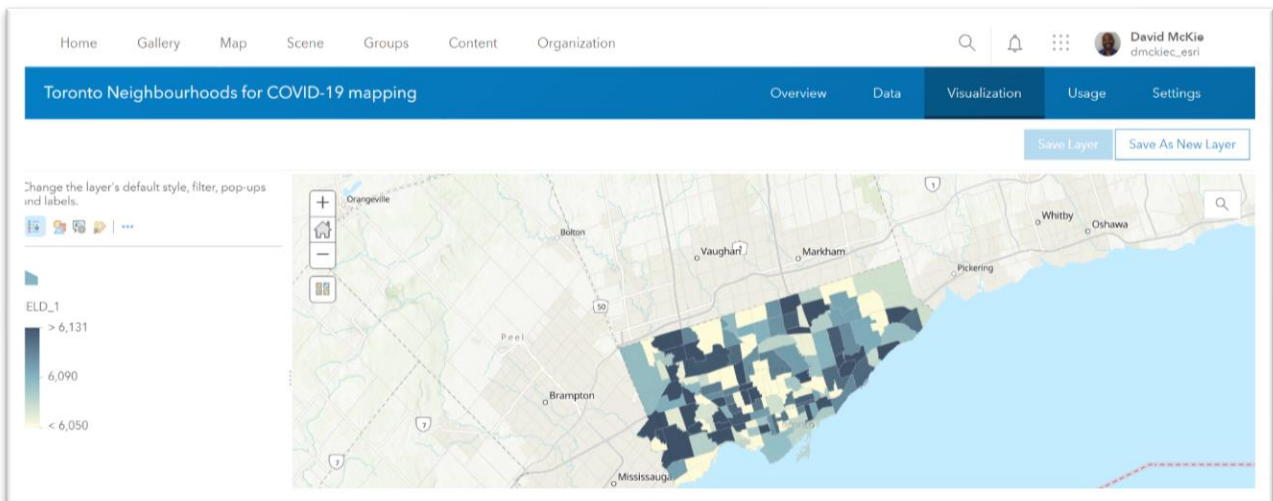 Home Gallery Map Scene Groups Content Organization
David McKie
dmckiec_esri
Toronto Neighbourhoods for COVID-19 mapping
Overview Data Visualization Usage Settings
Save Layer Save As New Layer
Change the layer's default style, filter, pop-ups
and labels.
ELD_1
> 6,131
6,090
< 6,050
Orangeville
Bolton
Vaughan
Markham
Whitby
Oshawa
Pickering
1
50
Peel
Brampton
7
7
Mississauga